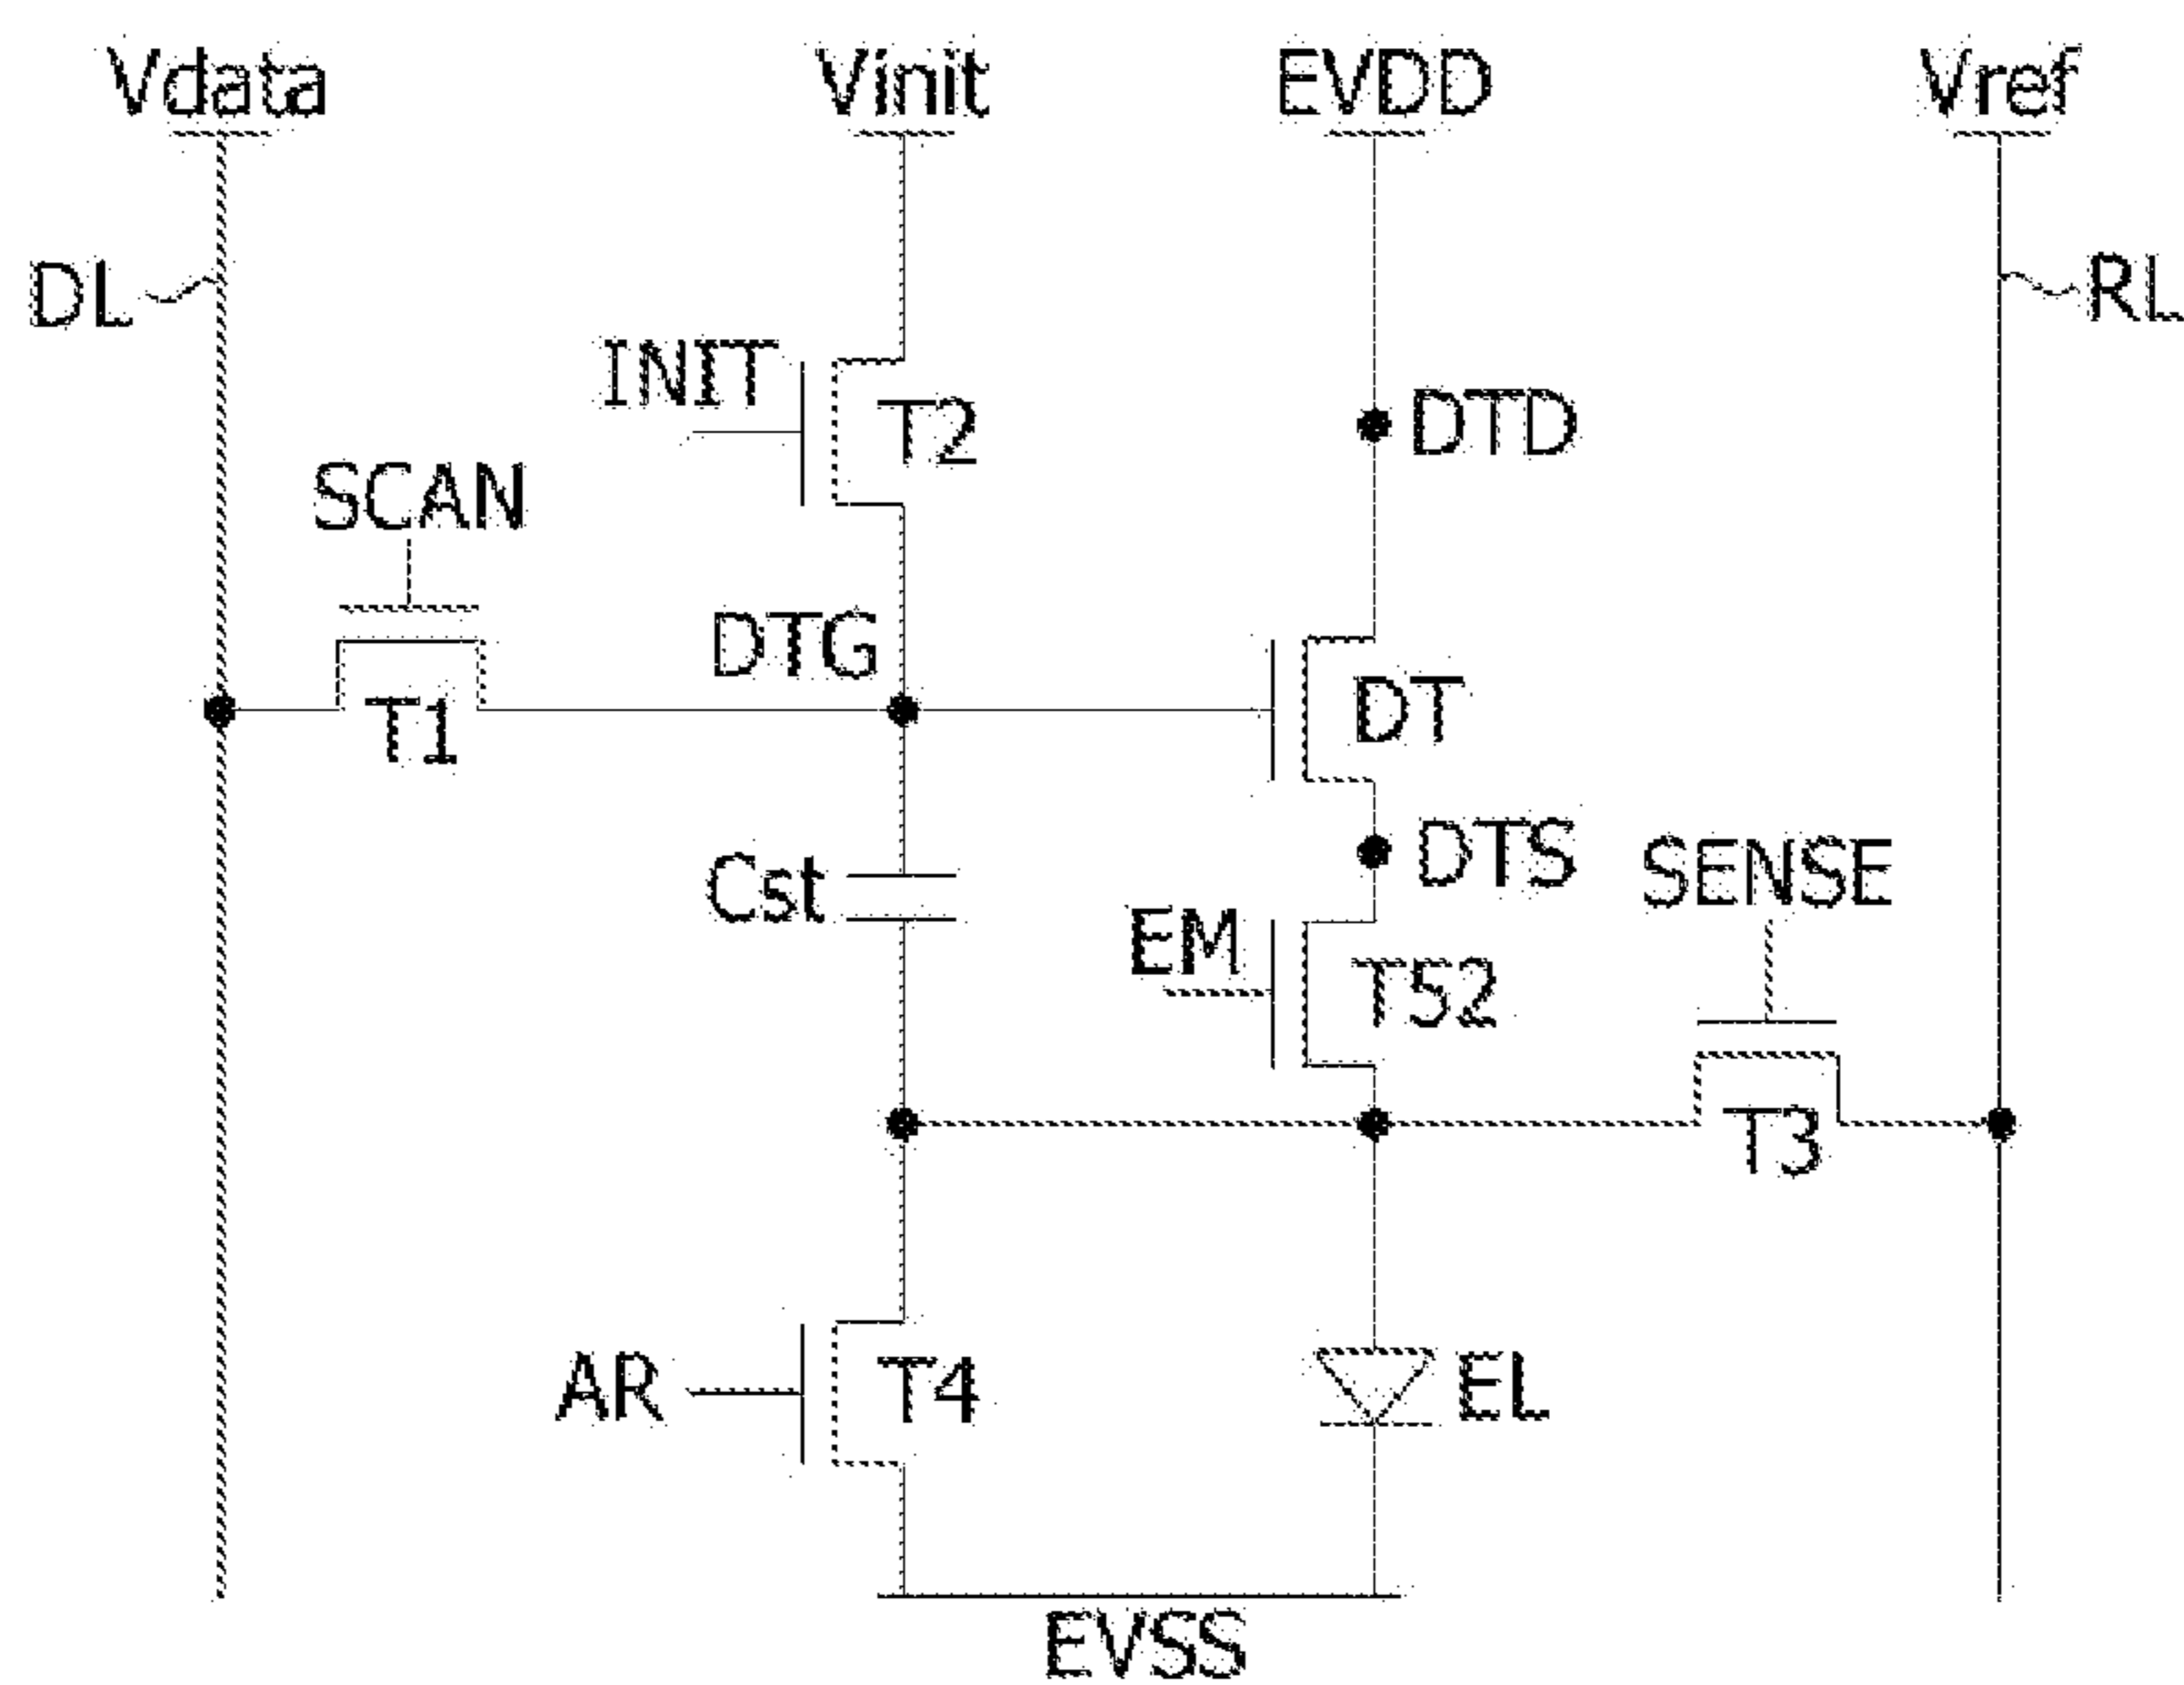 Vdata Vinit EVDD Vref
DL RL
INIT
T2 DTD
SCAN
DTG
T1 DT
Cst DTS SENSE
EM
T52
T3
AR T4 EL
EVSS